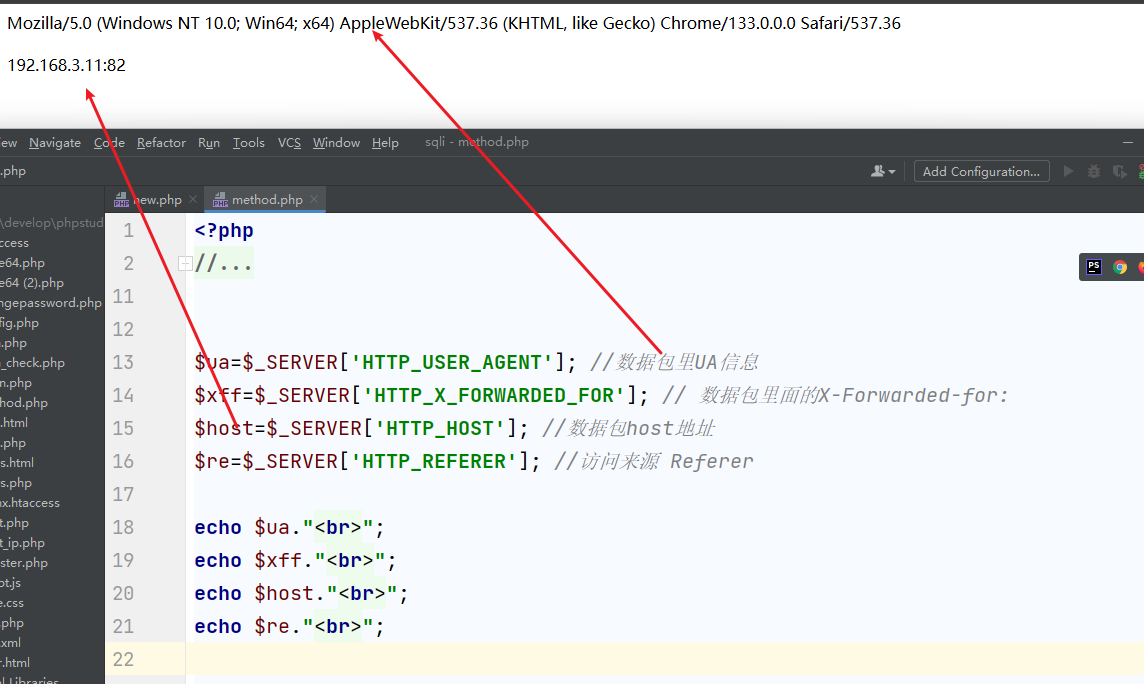 Mozilla/5.0 (Windows NT 10.0; Win64; x64) AppleWebKit/537.36 (KHTML, like Gecko) Chrome/133.0.0.0 Safari/537.36
192.168.3.11:82
ew Navigate Code Refactor Run Tools VCS Window Help sqli - method.php
.php Add Configuration...
new.php method.php
\develop\phpstud
ccess
e64.php
e64 (2).php
ngepassword.php
fig.php
.php
_check.php
n.php
hod.php
.html
.php
s.html
s.php
nx.htaccess
t.php
t_ip.php
ster.php
pt.js
e.css
.php
.xml
r.html
al Libraries
1 <?php
2 //...
11
12
13 $ua=$_SERVER['HTTP_USER_AGENT']; //数据包里UA信息
14 $xff=$_SERVER['HTTP_X_FORWARDED_FOR']; // 数据包里面的X-Forwarded-for:
15 $host=$_SERVER['HTTP_HOST']; //数据包host地址
16 $re=$_SERVER['HTTP_REFERER']; //访问来源 Referer
17
18 echo $ua."<br>";
19 echo $xff."<br>";
20 echo $host."<br>";
21 echo $re."<br>";
22
PS